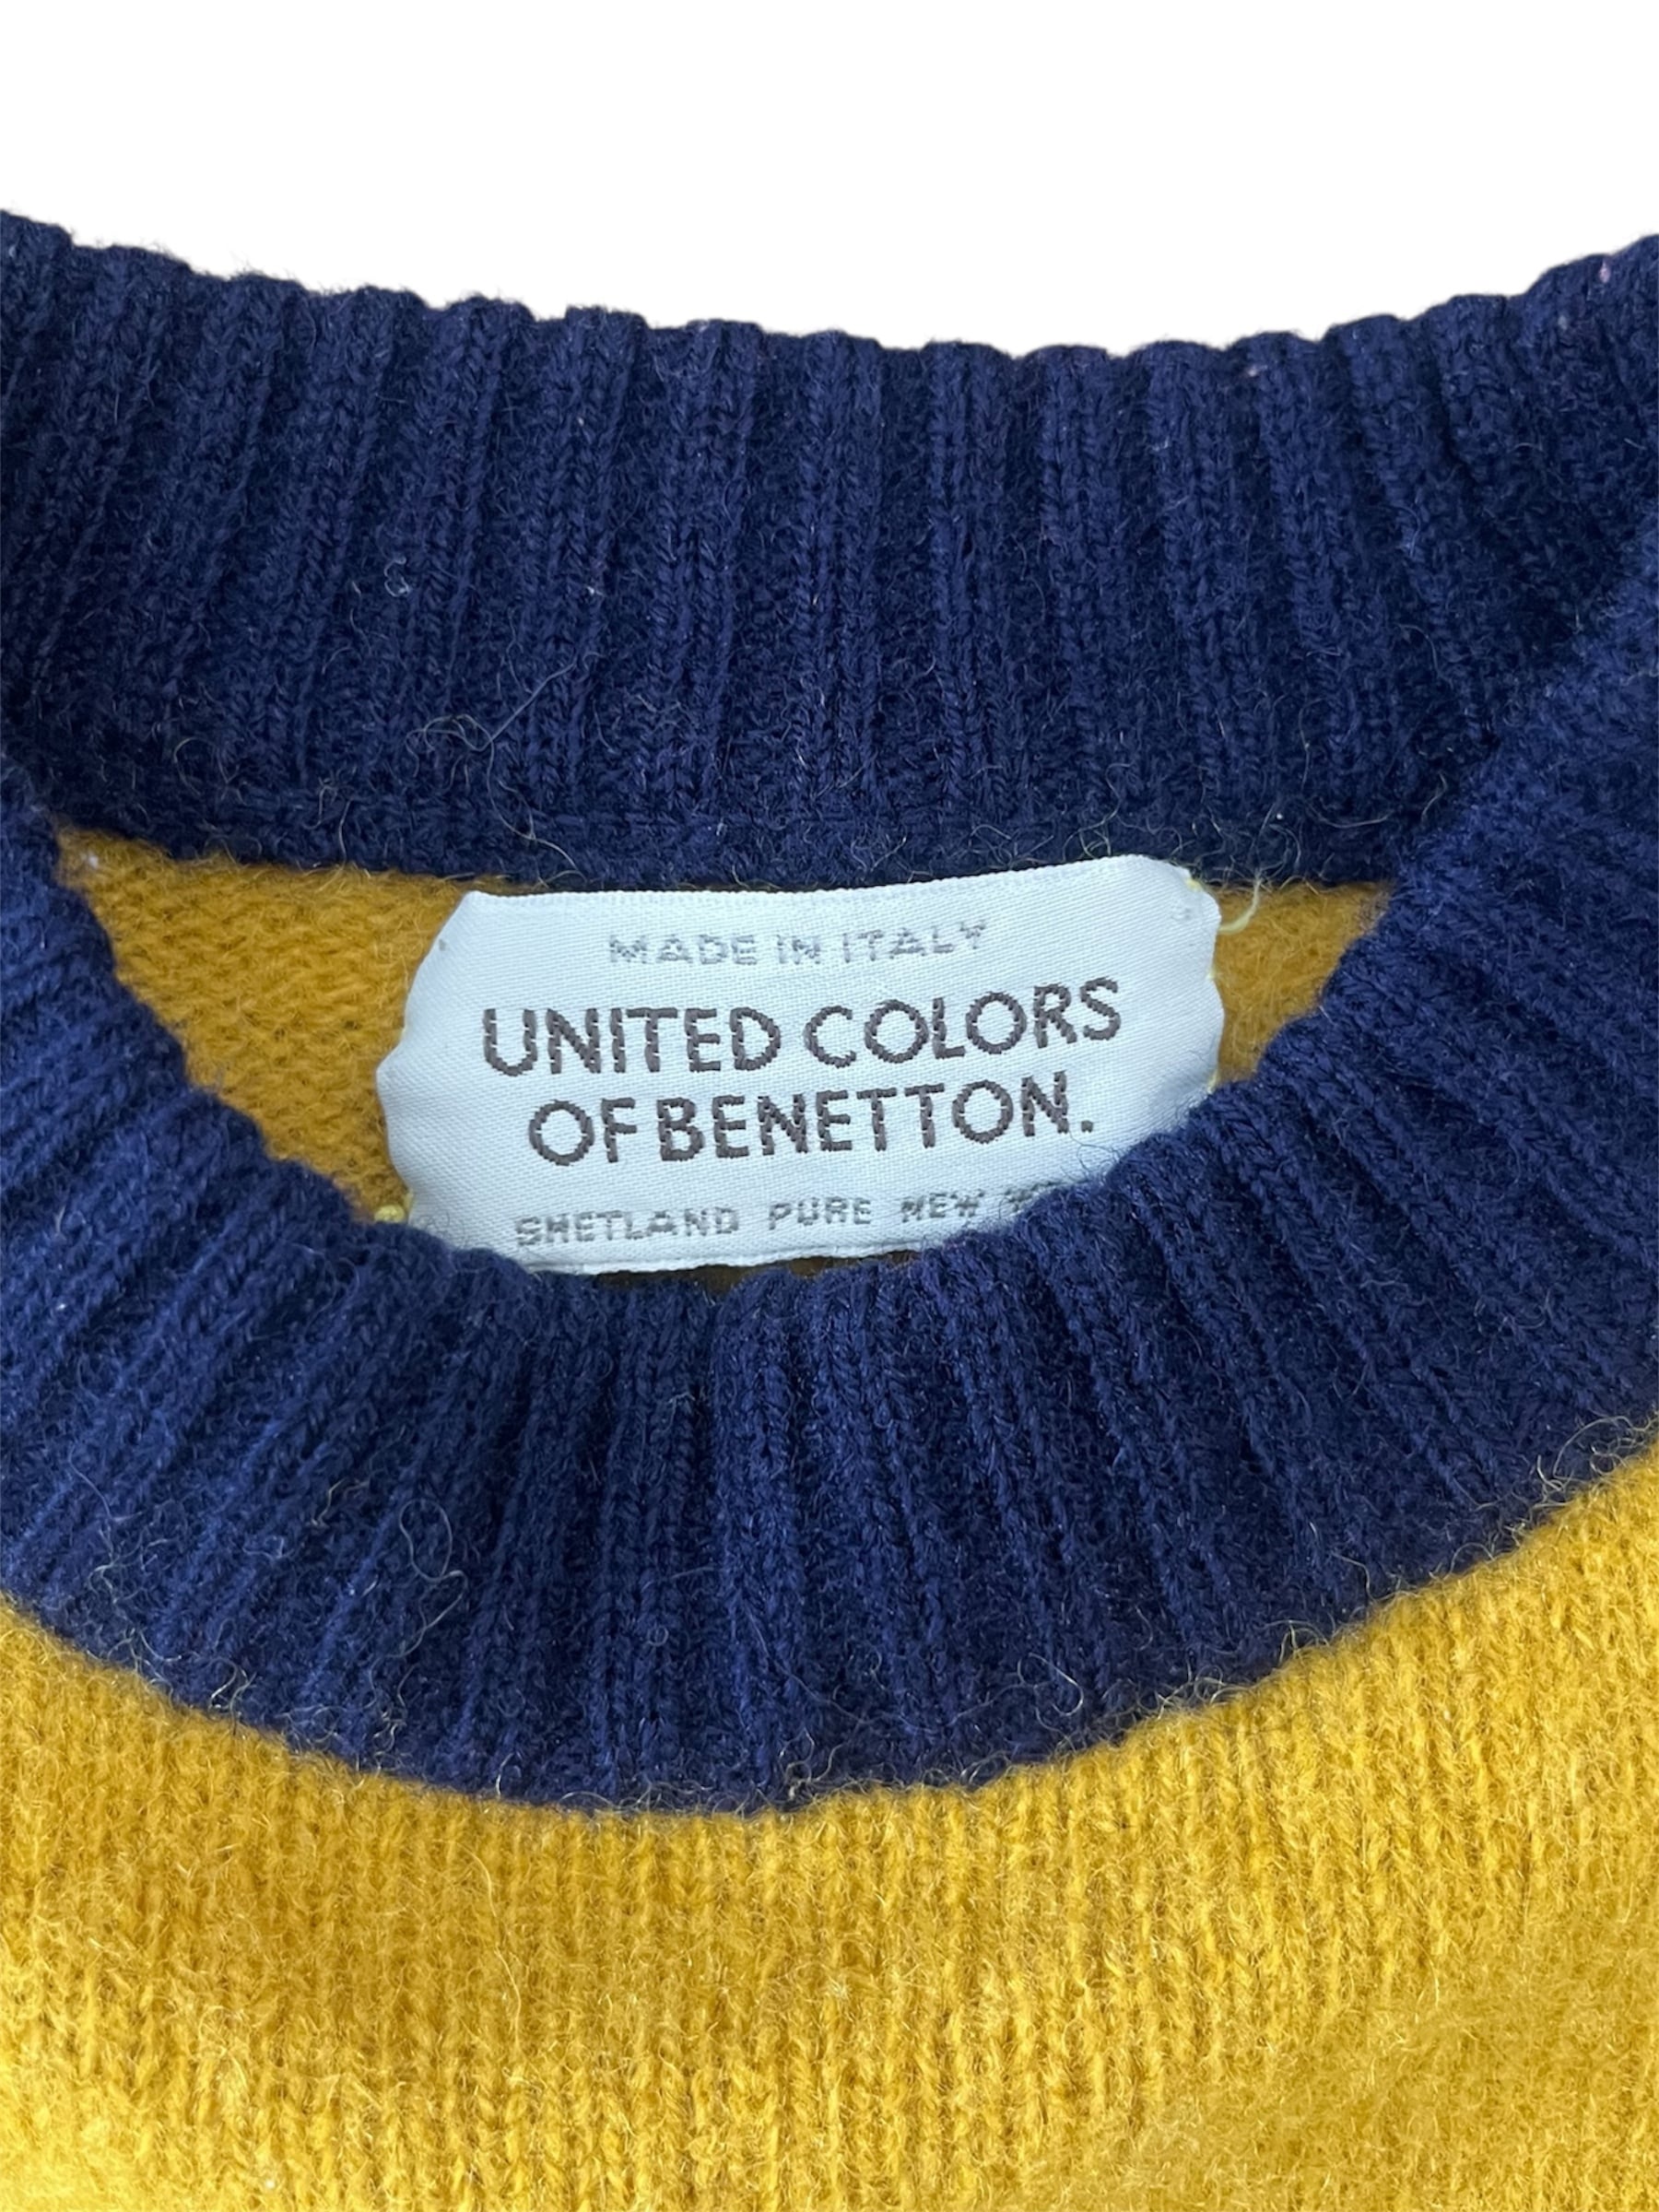 MADE IN ITALY
UNITED COLORS
OF BENETTON.
SHETLAND PURE NEW